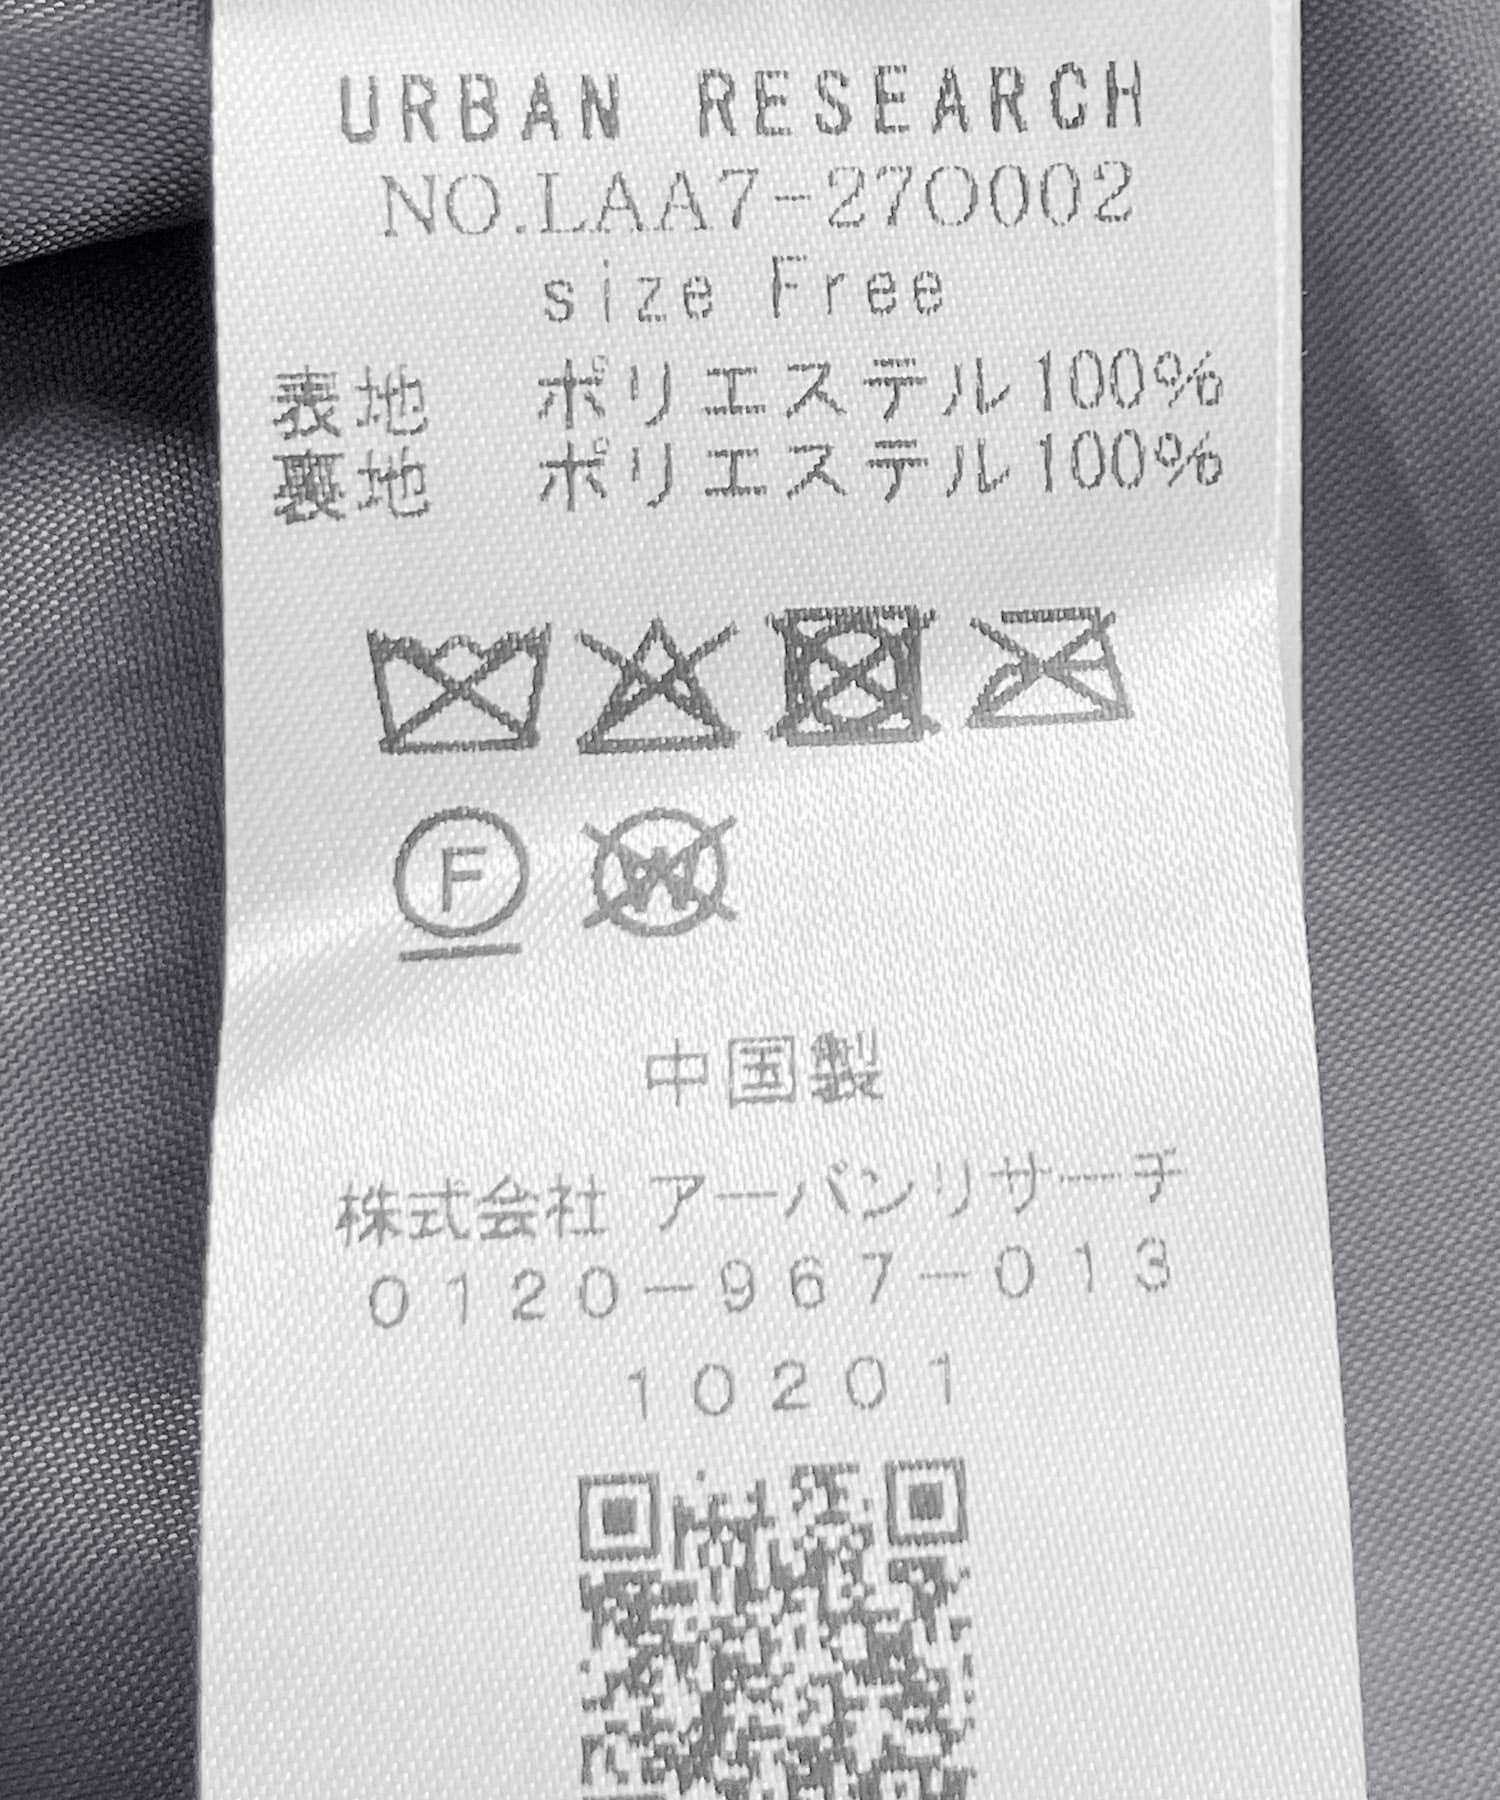 URBAN RESEARCH
NO.LAA7-27O002
size Free
表地 ポリエステル100%
裏地 ポリエステル100%
F
W
中国製
株式会社 アーバンリサーチ
0120-967-013
10201